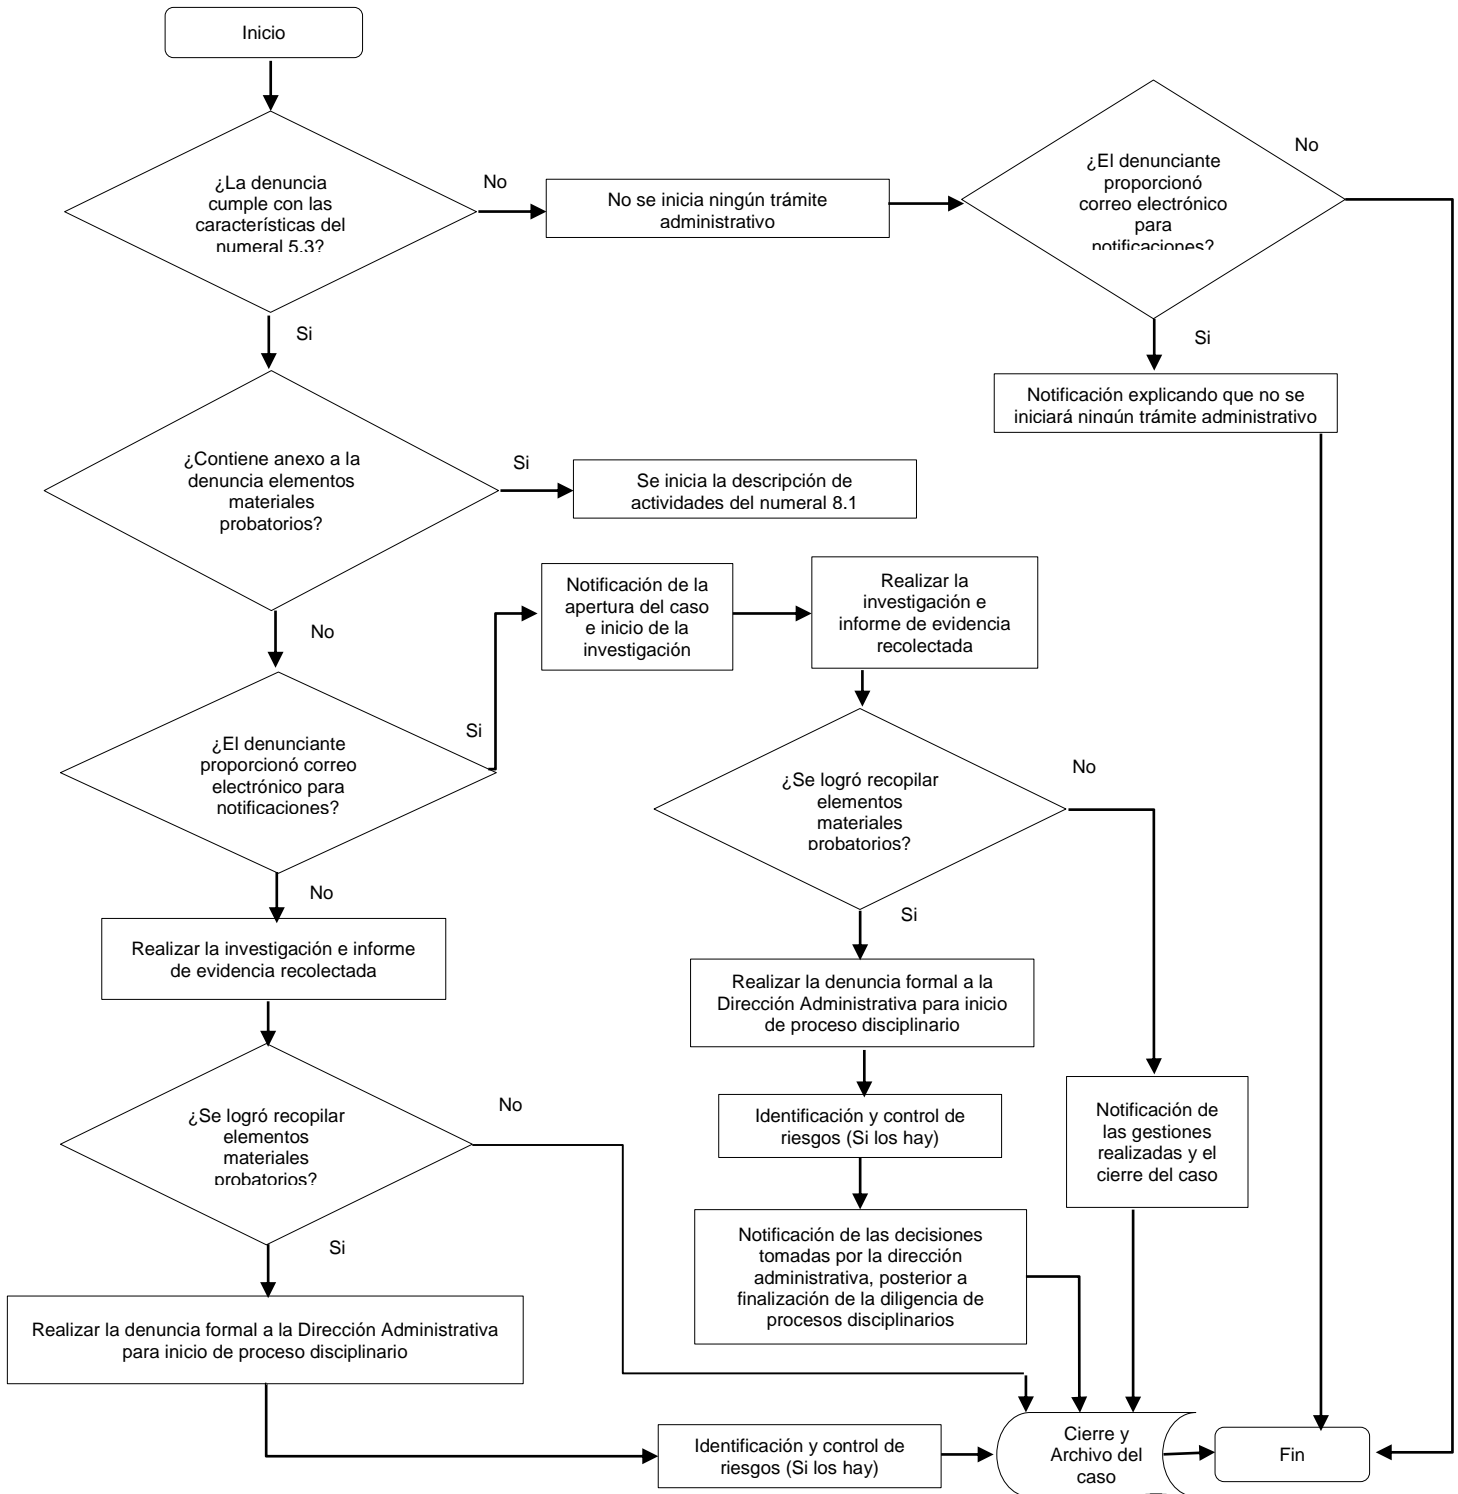 Inicio
¿La denuncia
cumple con las
características del
numeral 5.3?
No
No se inicia ningún trámite
administrativo
¿El denunciante
proporcionó
correo electrónico
para
notificaciones?
No
Si
Notificación explicando que no se
iniciará ningún trámite administrativo
Si
¿Contiene anexo a la
denuncia elementos
materiales
probatorios?
Si
Se inicia la descripción de
actividades del numeral 8.1
No
¿El denunciante
proporcionó correo
electrónico para
notificaciones?
Si
Notificación de la
apertura del caso
e inicio de la
investigación
Realizar la
investigación e
informe de evidencia
recolectada
¿Se logró recopilar
elementos
materiales
probatorios?
No
Si
Realizar la denuncia formal a la
Dirección Administrativa para inicio
de proceso disciplinario
Identificación y control de
riesgos (Si los hay)
Notificación de las decisiones
tomadas por la dirección
administrativa, posterior a
finalización de la diligencia de
procesos disciplinarios
Notificación de
las gestiones
realizadas y el
cierre del caso
No
Realizar la investigación e informe
de evidencia recolectada
¿Se logró recopilar
elementos
materiales
probatorios?
No
Si
Realizar la denuncia formal a la Dirección Administrativa
para inicio de proceso disciplinario
Identificación y control de
riesgos (Si los hay)
Cierre y
Archivo del
caso
Fin